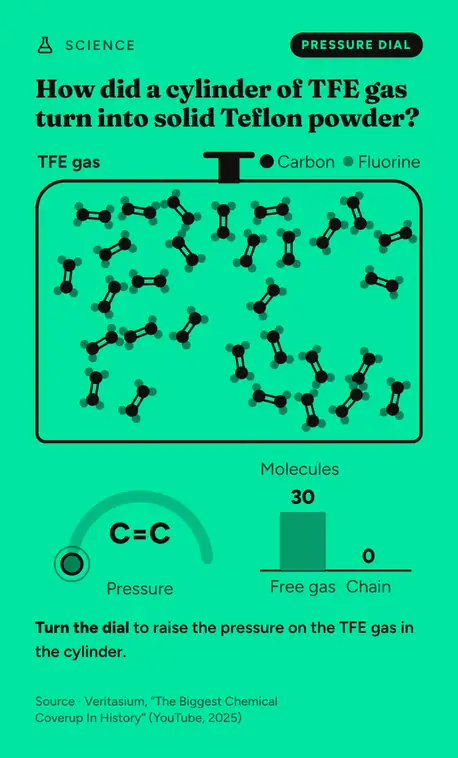 SCIENCE
PRESSURE DIAL
How did a cylinder of TFE gas
turn into solid Teflon powder?
TFE gas
Carbon
Fluorine
Molecules
30
0
C=C
Free gas
Chain
Pressure
Turn the dial to raise the pressure on the TFE gas in
the cylinder.
Source · Veritasium, “The Biggest Chemical
Coverup In History” (YouTube, 2025)